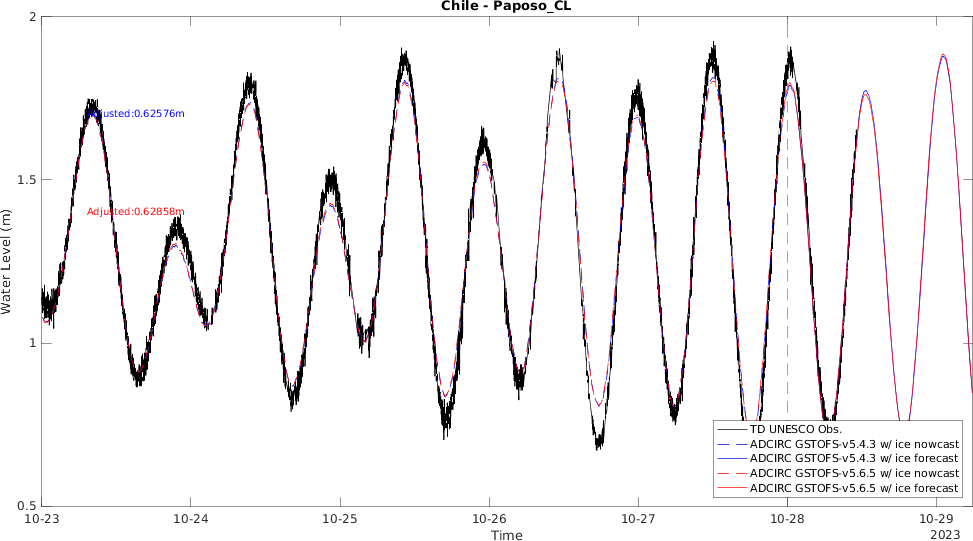 Chile - Paposo_CL
2
Adjusted:0.62576m
1.5
Adjusted:0.62858m
Water Level (m)
1
TD UNESCO Obs.
ADCIRC GSTOFS-v5.4.3 w/ ice nowcast
ADCIRC GSTOFS-v5.4.3 w/ ice forecast
ADCIRC GSTOFS-v5.6.5 w/ ice nowcast
ADCIRC GSTOFS-v5.6.5 w/ ice forecast
0.5
10-23 10-24 10-25 10-26 10-27 10-28 10-29
Time 2023